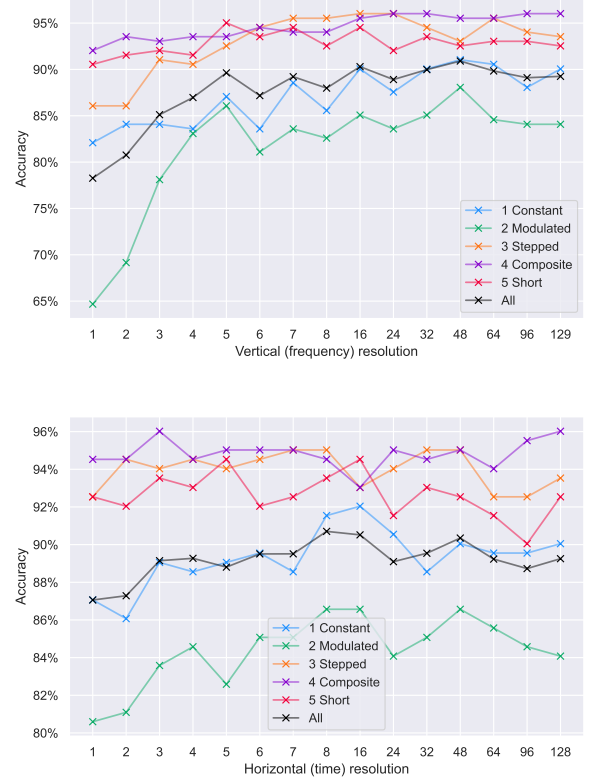 95%
90%
85%
80%
75%
70%
65%
Accuracy
1 Constant
2 Modulated
3 Stepped
4 Composite
5 Short
All
1 2 3 4 5 6 7 8 16 24 32 48 64 96 129
Vertical (frequency) resolution
96%
94%
92%
90%
88%
86%
84%
82%
80%
Accuracy
1 Constant
2 Modulated
3 Stepped
4 Composite
5 Short
All
1 2 3 4 5 6 7 8 16 24 32 48 64 96 128
Horizontal (time) resolution